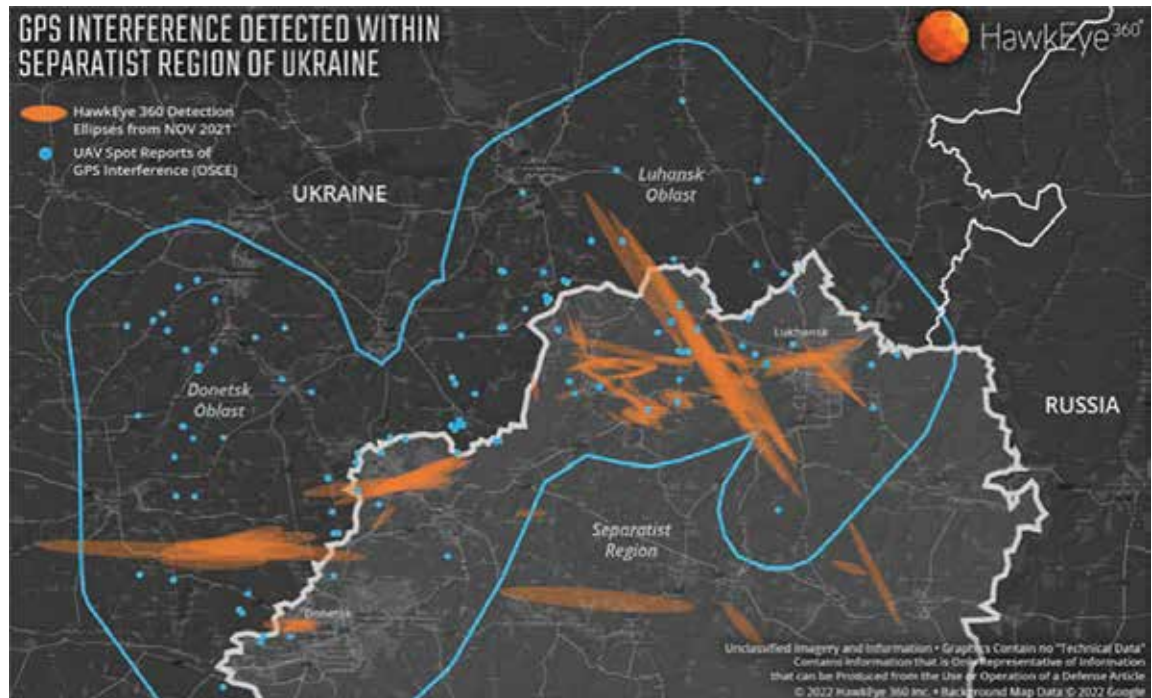 GPS INTERFERENCE DETECTED WITHIN
SEPARATIST REGION OF UKRAINE
HawkEye 360°
HawkEye 360 Detection
Ellipses from NOV 2021
UAV Spot Reports of
GPS Interference (OSCE)
UKRAINE
Luhansk
Oblast
Lukhansk
Donetsk
Oblast
RUSSIA
Separatist
Region
Donetsk
Unclassified Imagery and Information • Graphics Contain no "Technical Data"
Contains Information that is Only Representative of Information
that can be Produced from the Use or Operation of a Defense Article
© 2022 HawkEye 360 Inc. • Background Map Data © 2022 Google